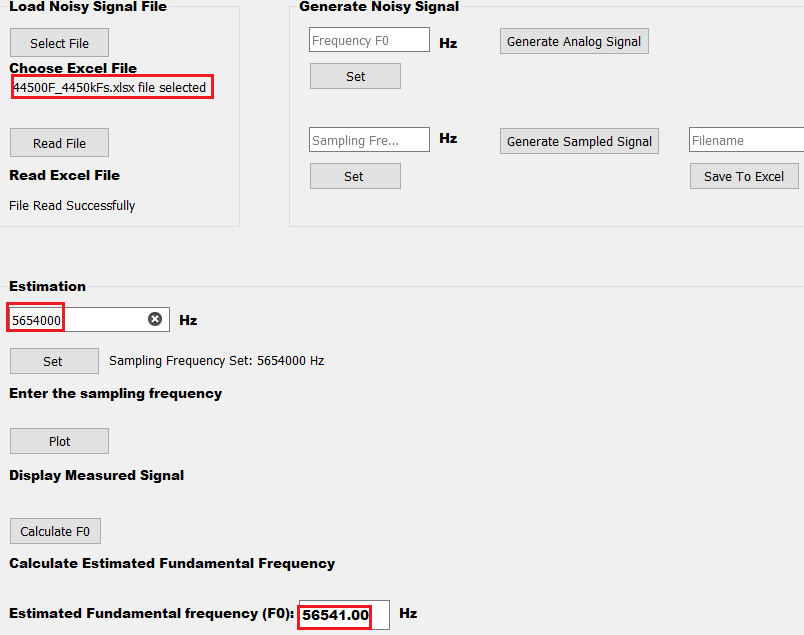 Load Noisy Signal File
Select File
Choose Excel File
44500F_4450kFs.xlsx file selected
Read File
Read Excel File
File Read Successfully
Generate Noisy Signal
Frequency F0 Hz Generate Analog Signal
Set
Sampling Fre... Hz Generate Sampled Signal Filename
Set Save To Excel
Estimation
5654000 Hz
Set Sampling Frequency Set: 5654000 Hz
Enter the sampling frequency
Plot
Display Measured Signal
Calculate F0
Calculate Estimated Fundamental Frequency
Estimated Fundamental frequency (F0): 56541.00 Hz